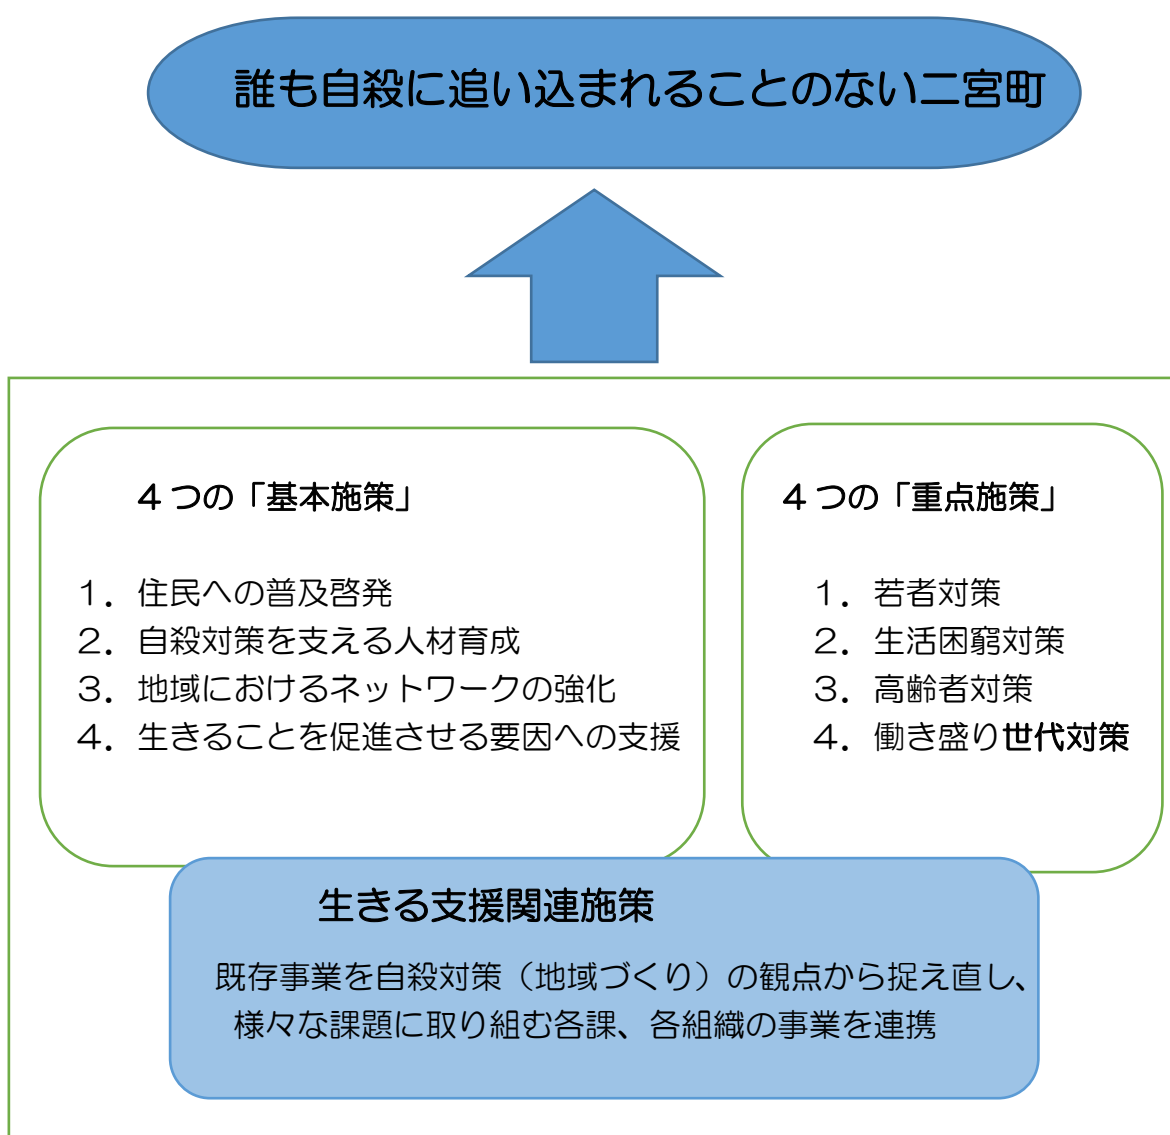 誰も自殺に追い込まれることのない二宮町
４つの「基本施策」
１．住民への普及啓発
２．自殺対策を支える人材育成
３．地域におけるネットワークの強化
４．生きることを促進させる要因への支援
４つの「重点施策」
１．若者対策
２．生活困窮対策
３．高齢者対策
４．働き盛り世代対策
生きる支援関連施策
既存事業を自殺対策（地域づくり）の観点から捉え直し、
様々な課題に取り組む各課、各組織の事業を連携